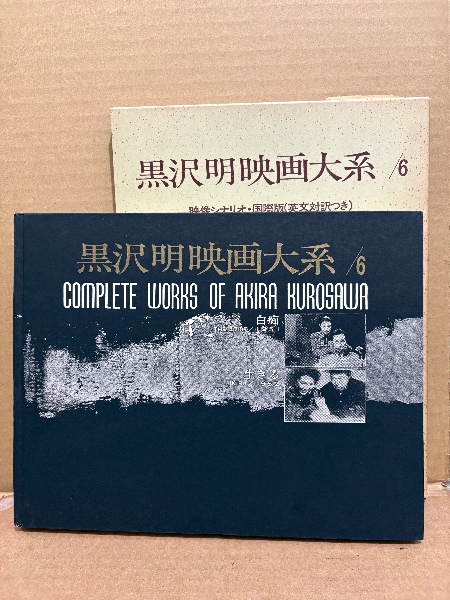 黒沢明映画大系 /6
映像シナリオ・国際版(英文対訳つき)
黒沢明映画大系 /6
COMPLETE WORKS OF AKIRA KUROSAWA
白痴
生きる